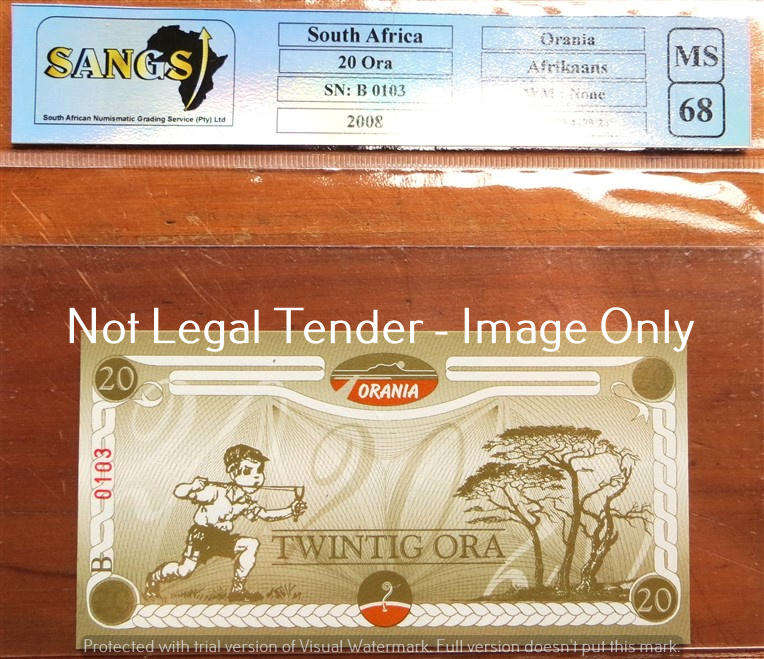 SANGS
South African Numismatic Grading Service (Pty) Ltd
South Africa
20 Ora
SN: B 0103
2008
Orania
Afrikaans
WM: None
MS
68
Not Legal Tender - Image Only
20
ORANIA
20
B 0103
TWINTIG ORA
20
Protected with trial version of Visual Watermark. Full version doesn't put this mark.